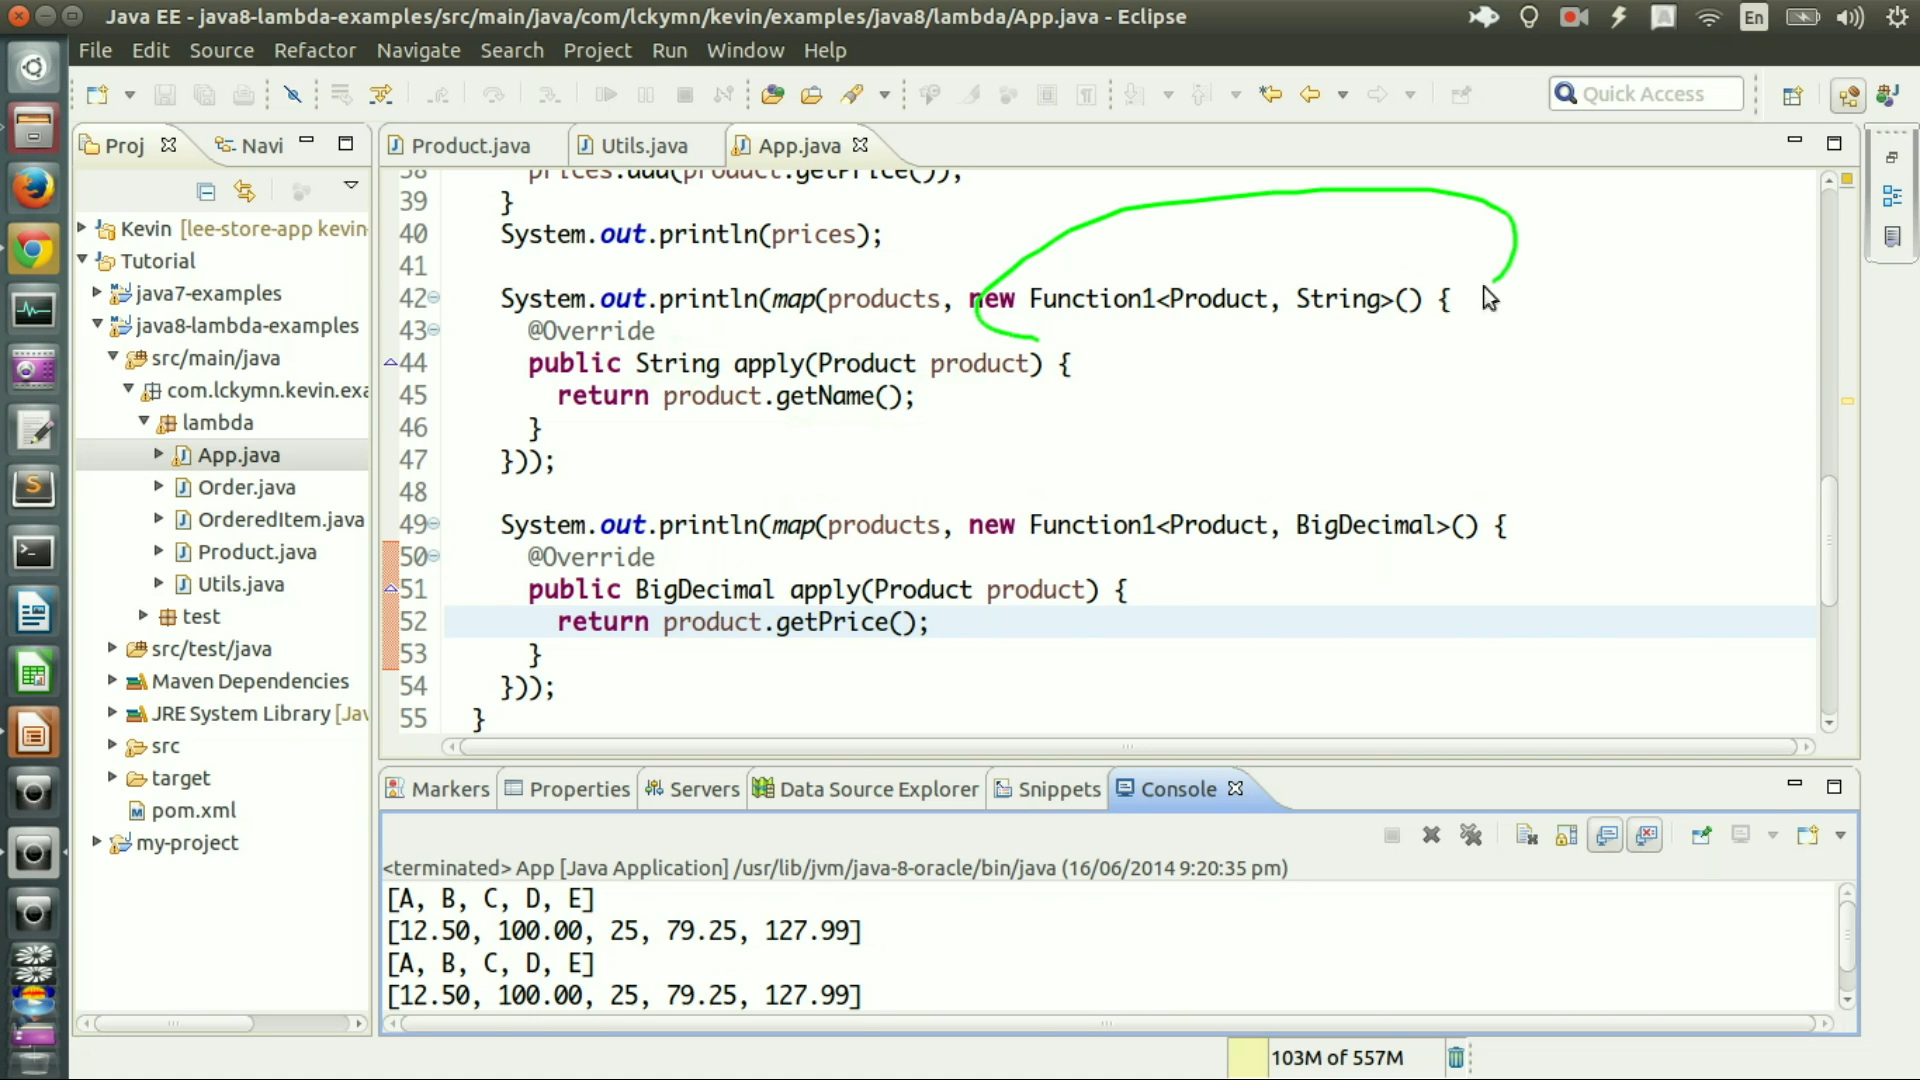 Java EE - java8-lambda-examples/src/main/java/com/lckymn/kevin/examples/java8/lambda/App.java - Eclipse
En
File Edit Source Refactor Navigate Search Project Run Window Help
Quick Access
Proj Navi
Product.java Utils.java App.java
Kevin [lee-store-app kevin
Tutorial
java7-examples
java8-lambda-examples
src/main/java
com.lckymn.kevin.exa
lambda
App.java
Order.java
OrderedItem.java
Product.java
Utils.java
test
src/test/java
Maven Dependencies
JRE System Library [Jav
src
target
pom.xml
my-project
38 prices.add(product.getPrice());
39 }
40 System.out.println(prices);
41
42 System.out.println(map(products, new Function1<Product, String>() {
43 @Override
44 public String apply(Product product) {
45 return product.getName();
46 }
47 }));
48
49 System.out.println(map(products, new Function1<Product, BigDecimal>() {
50 @Override
51 public BigDecimal apply(Product product) {
52 return product.getPrice();
53 }
54 }));
55 }
Markers Properties Servers Data Source Explorer Snippets Console
<terminated> App [Java Application] /usr/lib/jvm/java-8-oracle/bin/java (16/06/2014 9:20:35 pm)
[A, B, C, D, E]
[12.50, 100.00, 25, 79.25, 127.99]
[A, B, C, D, E]
[12.50, 100.00, 25, 79.25, 127.99]
103M of 557M